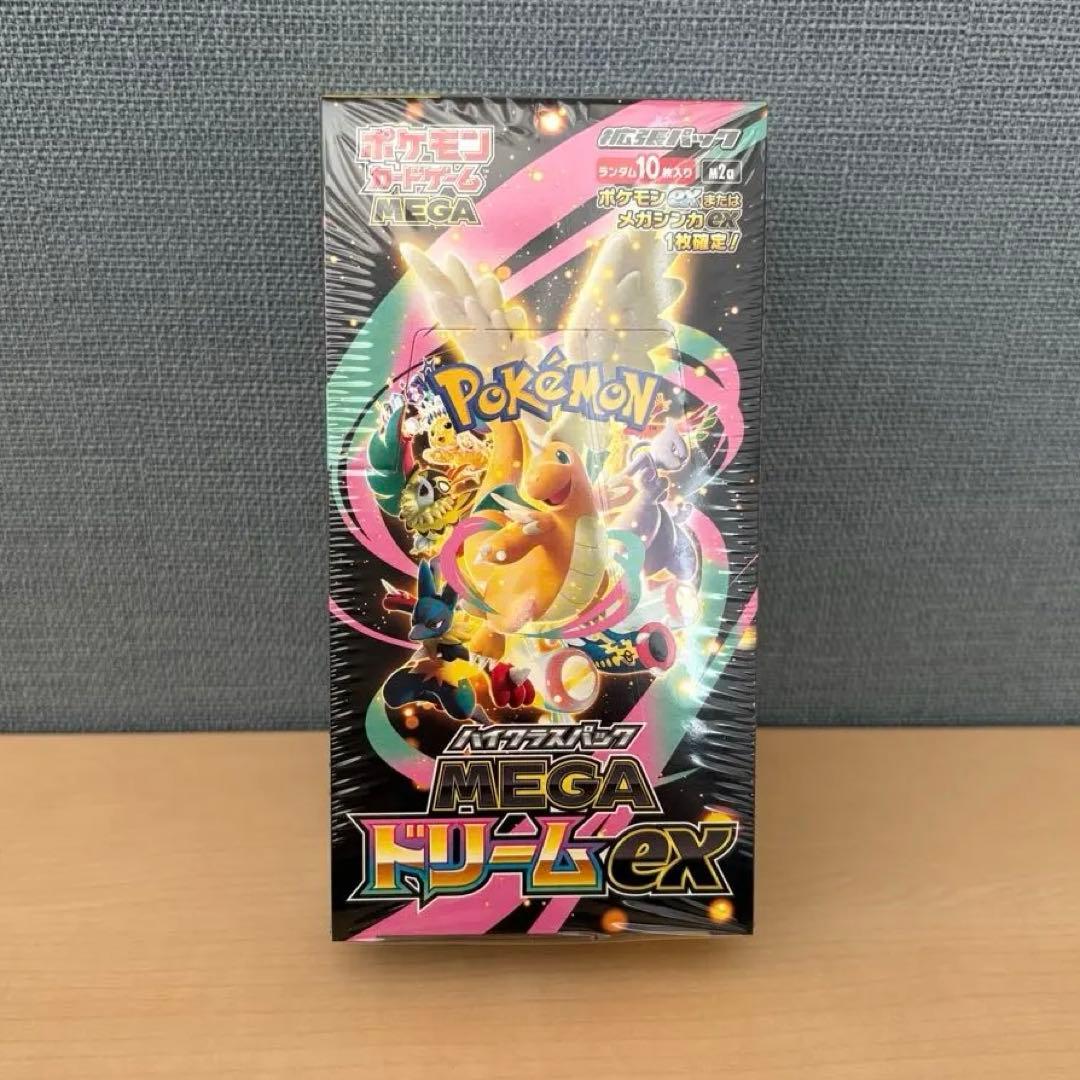 ポケモン
カードゲーム
MEGA
拡張パック
ランダム10枚入り
M2a
ポケモンexまたは
メガシンカex
1枚確定!
POKéMON
ハイクラスパック
MEGA
ドリームex